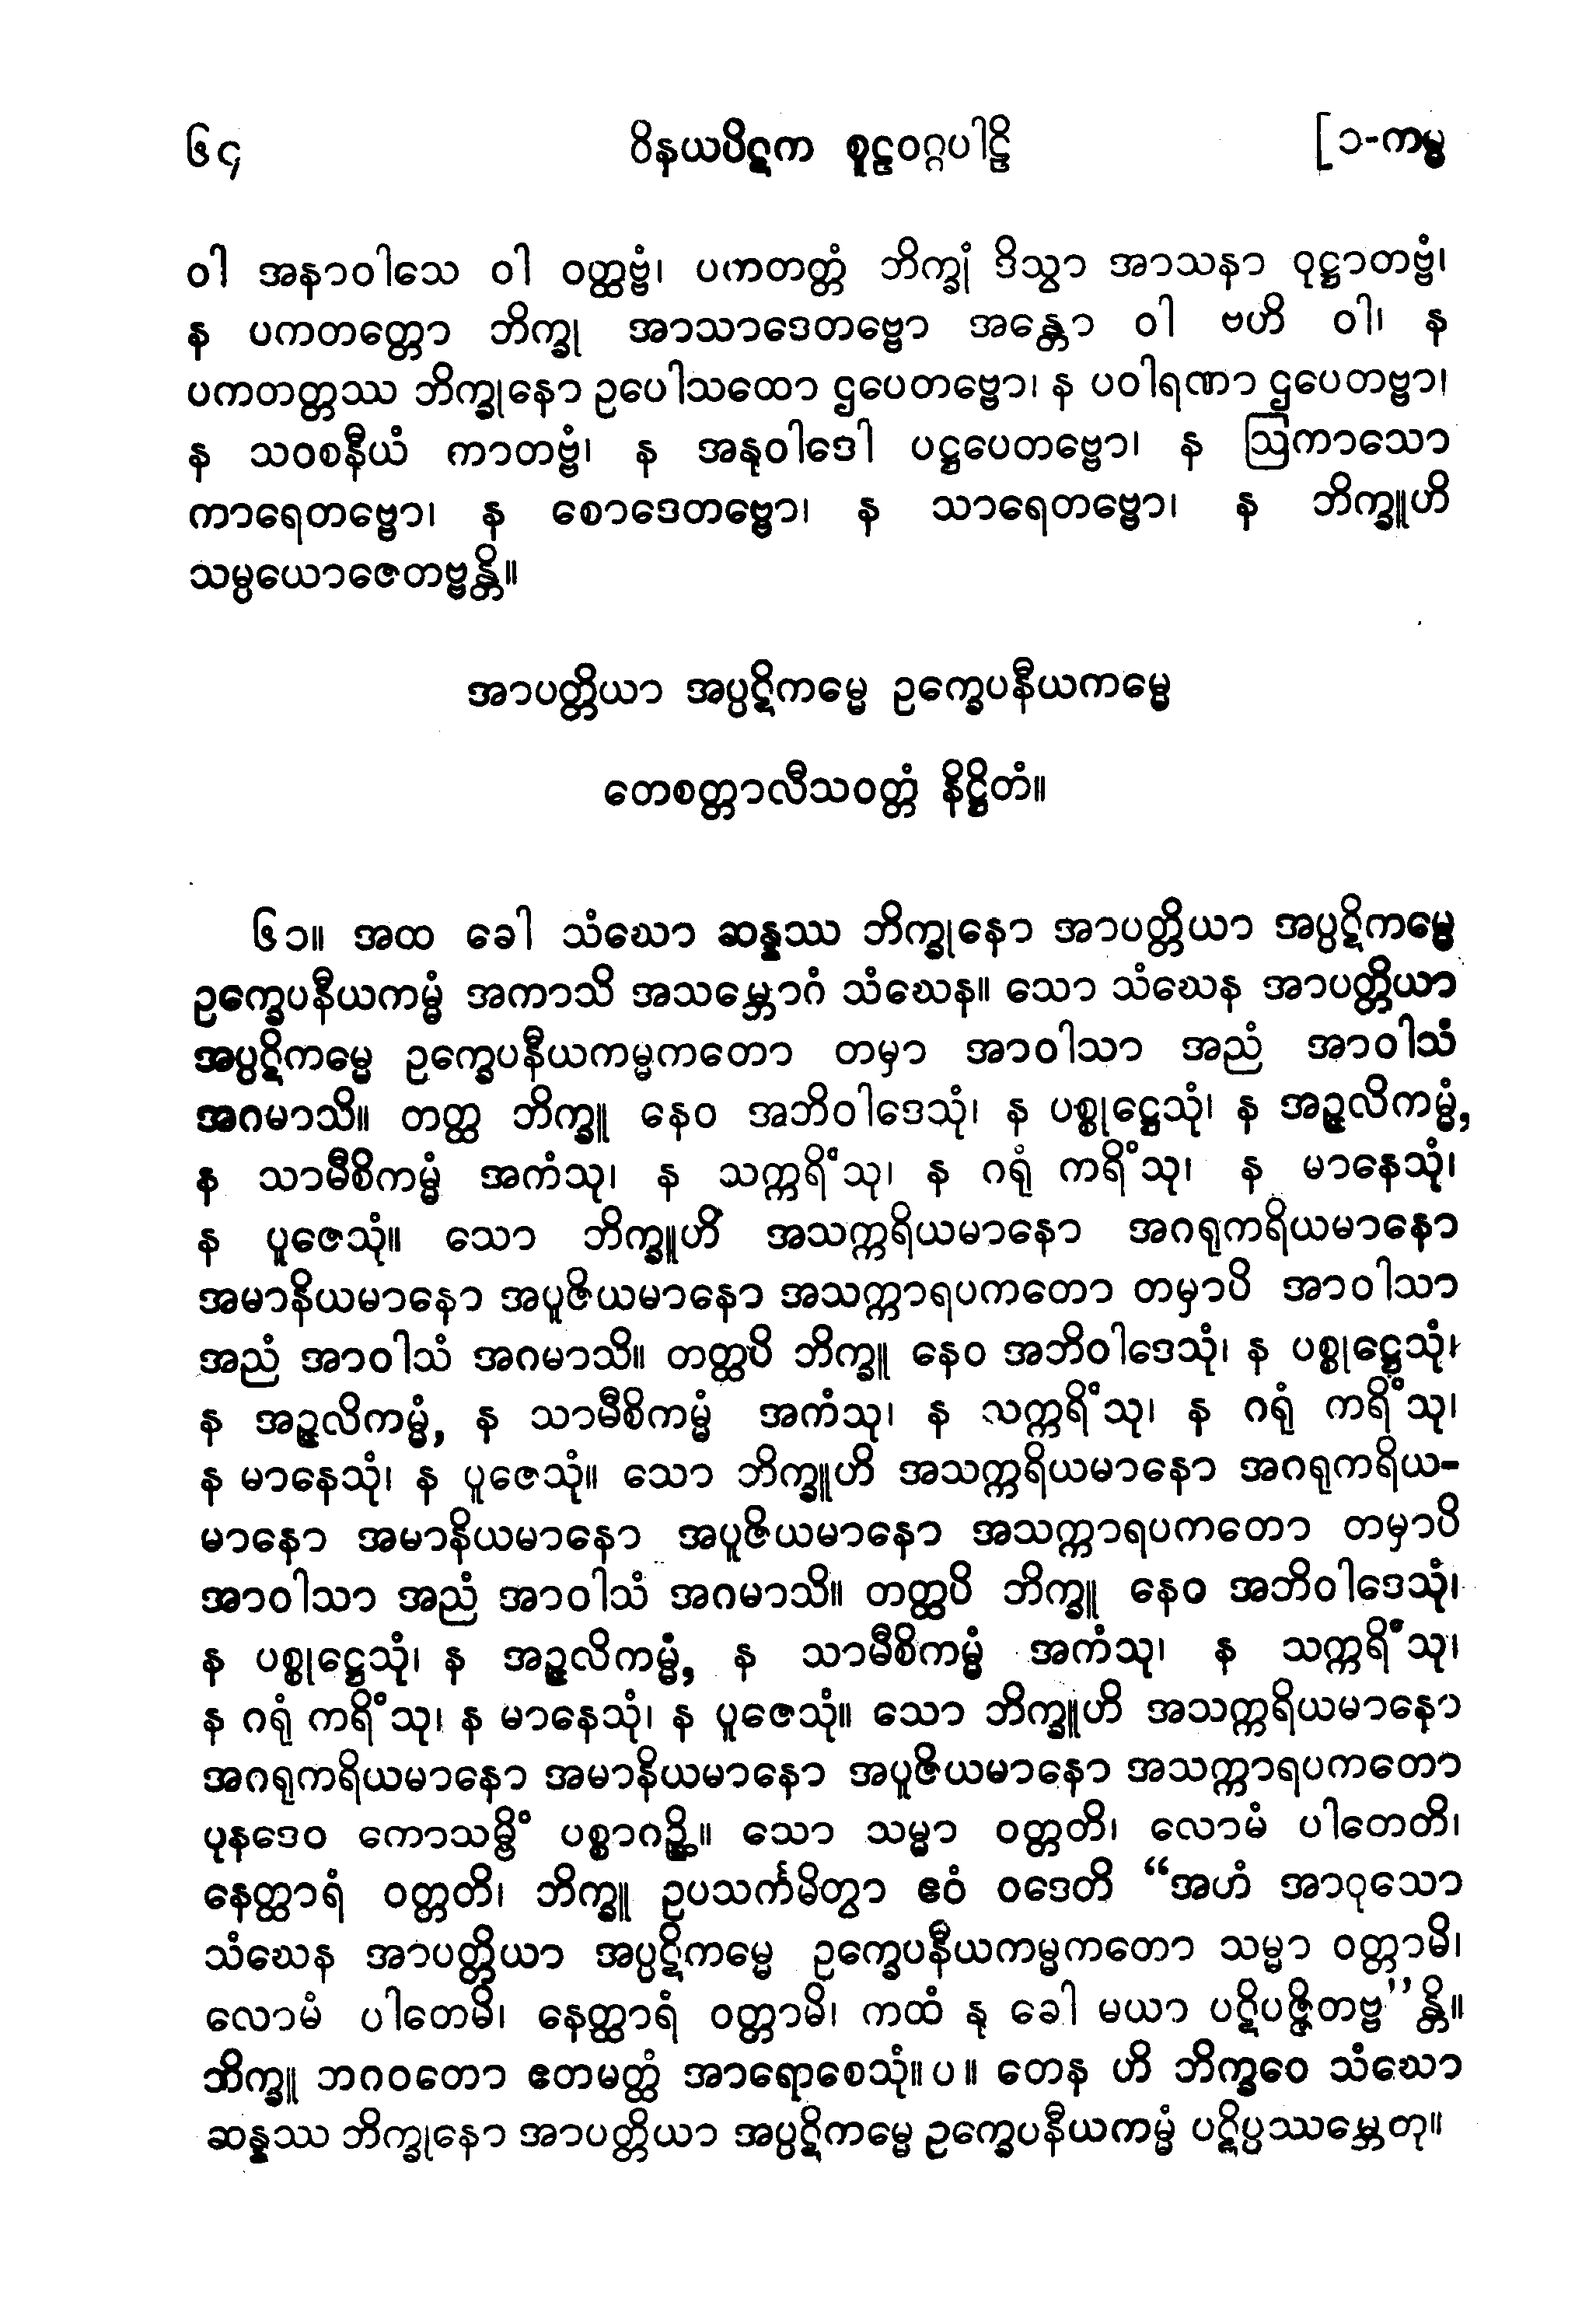 ၆၄ ဝိနယပိဋက စူဠဝဂ္ဂပါဠိ [၁-ကမ္မ
ဝါ အနာဝါသေ ဝါ ဝတ္ထဗ္ဗံ၊ ပကတတ္တံ ဘိက္ခုံ ဒိသွာ အာသနာ ဝုဋ္ဌာတဗ္ဗံ၊
န ပကတတ္တော ဘိက္ခု အာသာဒေတဗ္ဗော အန္တော ဝါ ဗဟိ ဝါ၊ န
ပကတတ္တဿ ဘိက္ခုနော ဥပေါသထော ဌပေတဗ္ဗော၊ န ပဝါရဏာ ဌပေတဗ္ဗာ၊
န သဝစနီယံ ကာတဗ္ဗံ၊ န အနုဝါဒေါ ပဋ္ဌပေတဗ္ဗော၊ န ဩကာသော
ကာရေတဗ္ဗော၊ န စောဒေတဗ္ဗော၊ န သာရေတဗ္ဗော၊ န ဘိက္ခူဟိ
သမ္ပယောဇေတဗ္ဗန္တိ။
အာပတ္တိယာ အပ္ပဋိကမ္မေ ဥက္ခေပနီယကမ္မေ
တေစတ္တာလီသဝတ္တံ နိဋ္ဌိတံ။
၆၁။ အထ ခေါ သံဃော ဆန္နဿ ဘိက္ခုနော အာပတ္တိယာ အပ္ပဋိကမ္မေ
ဥက္ခေပနီယကမ္မံ အကာသိ အသမ္ဘောဂံ သံဃေန။ သော သံဃေန အာပတ္တိယာ
အပ္ပဋိကမ္မေ ဥက္ခေပနီယကမ္မကတော တမှာ အာဝါသာ အညံ အာဝါသံ
အဂမာသိ။ တတ္ထ ဘိက္ခူ နေဝ အဘိဝါဒေသုံ၊ န ပစ္စုဋ္ဌေသုံ၊ န အဉ္ဇလိကမ္မံ,
န သာမီစိကမ္မံ အကံသု၊ န သက္ကရိံသု၊ န ဂရုံ ကရိံသု၊ န မာနေသုံ၊
န ပူဇေသုံ။ သော ဘိက္ခူဟိ အသက္ကရိယမာနော အဂရုကရိယမာနော
အမာနိယမာနော အပူဇိယမာနော အသက္ကာရပကတော တမှာပိ အာဝါသာ
အညံ အာဝါသံ အဂမာသိ။ တတ္ထပိ ဘိက္ခူ နေဝ အဘိဝါဒေသုံ၊ န ပစ္စုဋ္ဌေသုံ၊
န အဉ္ဇလိကမ္မံ, န သာမီစိကမ္မံ အကံသု၊ န သက္ကရိံသု၊ န ဂရုံ ကရိံသု၊
န မာနေသုံ၊ န ပူဇေသုံ။ သော ဘိက္ခူဟိ အသက္ကရိယမာနော အဂရုကရိယ-
မာနော အမာနိယမာနော အပူဇိယမာနော အသက္ကာရပကတော တမှာပိ
အာဝါသာ အညံ အာဝါသံ အဂမာသိ။ တတ္ထပိ ဘိက္ခူ နေဝ အဘိဝါဒေသုံ၊
န ပစ္စုဋ္ဌေသုံ၊ န အဉ္ဇလိကမ္မံ, န သာမီစိကမ္မံ အကံသု၊ န သက္ကရိံသု၊
န ဂရုံ ကရိံသု၊ န မာနေသုံ၊ န ပူဇေသုံ။ သော ဘိက္ခူဟိ အသက္ကရိယမာနော
အဂရုကရိယမာနော အမာနိယမာနော အပူဇိယမာနော အသက္ကာရပကတော
ပုနဒေဝ ကောသမ္ဗိံ ပစ္စာဂဉ္ဆိ။ သော သမ္မာ ဝတ္တတိ၊ လောမံ ပါတေတိ၊
နေတ္ထာရံ ဝတ္တတိ၊ ဘိက္ခူ ဥပသင်္ကမိတွာ ဧဝံ ဝဒေတိ “အဟံ အာဝုသော
သံဃေန အာပတ္တိယာ အပ္ပဋိကမ္မေ ဥက္ခေပနီယကမ္မကတော သမ္မာ ဝတ္တာမိ၊
လောမံ ပါတေမိ၊ နေတ္ထာရံ ဝတ္တာမိ၊ ကထံ နု ခေါ မယာ ပဋိပဇ္ဇိတဗ္ဗ”န္တိ။
ဘိက္ခူ ဘဂဝတော ဧတမတ္ထံ အာရောစေသုံ။ပ။ တေန ဟိ ဘိက္ခဝေ သံဃော
ဆန္နဿ ဘိက္ခုနော အာပတ္တိယာ အပ္ပဋိကမ္မေ ဥက္ခေပနီယကမ္မံ ပဋိပ္ပဿမ္ဘေတု။